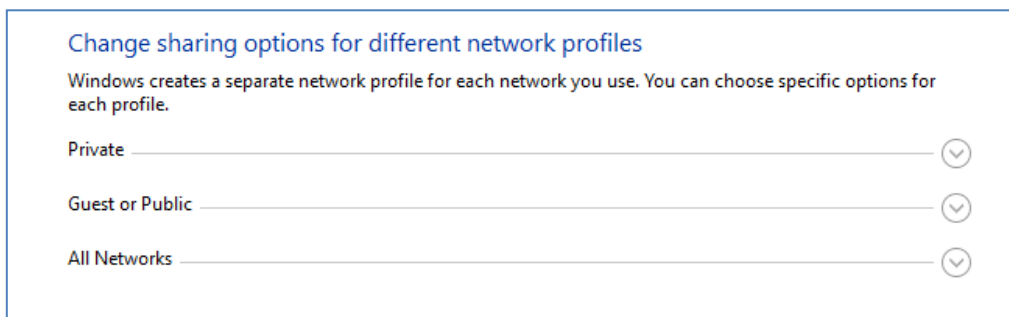 Change sharing options for different network profiles
Windows creates a separate network profile for each network you use. You can choose specific options for
each profile.
Private
Guest or Public
All Networks